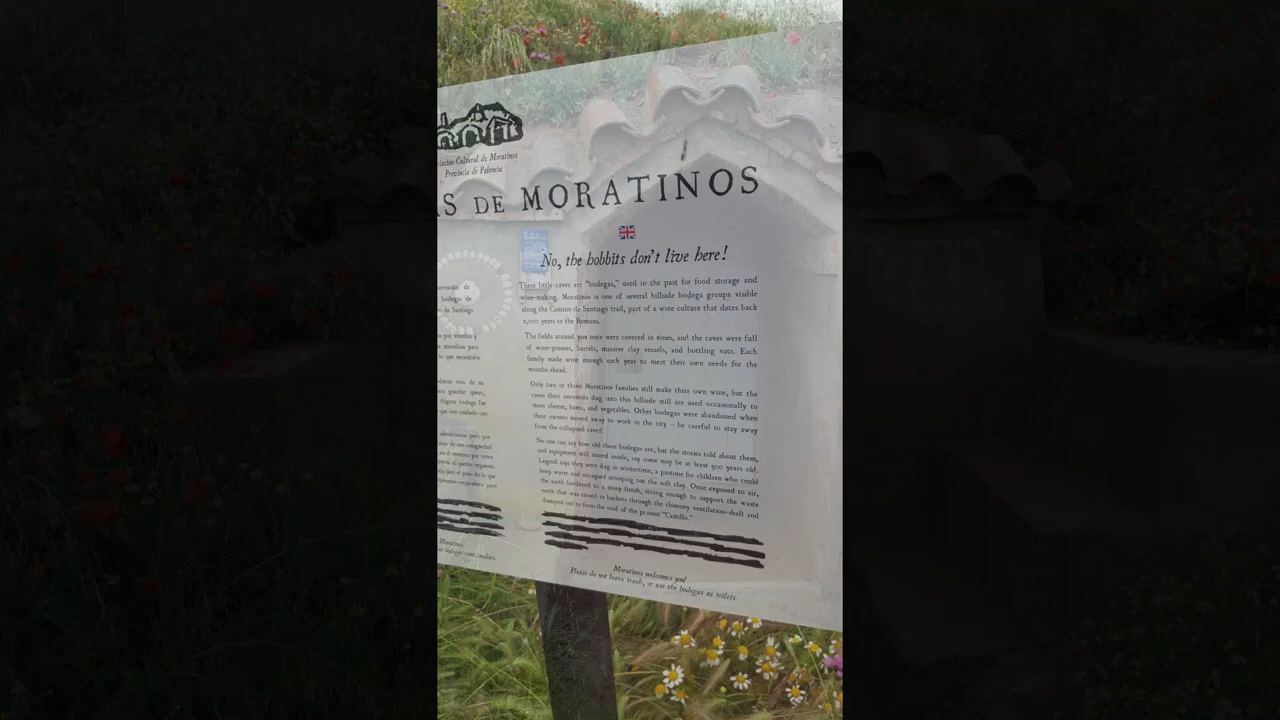 Cultural de Moratinos
Provincia de Palencia
DE MORATINOS
No, the hobbits don't live here!
These little caves are "bodegas," used in the past for food storage and
wine-making. Moratinos is one of several hillside bodega groups visible
along the Camino de Santiago trail, part of a wine culture that dates back
2,000 years to the Romans.
The fields around you once were covered in vines, and the caves were full
of wine-presses, barrels, massive clay vessels, and bottling vats. Each
family made wine enough each year to meet their own needs for the
months ahead.
Only two or three Moratinos families still make their own wine, but the
caves their ancestors dug into this hillside still are used occasionally to
store cheese, hams, and vegetables. Other bodegas were abandoned when
their owners moved away to work in the city – be careful to stay away
from the collapsed caves!
No one can say how old these bodegas are, but the stories told about them,
and equipment still stored inside, say some may be at least 500 years old.
Legend says they were dug in wintertime, a pastime for children who could
keep warm and occupied scooping out the soft clay. Once exposed to air,
the earth hardened to a stony finish, strong enough to support the waste
earth that was raised in buckets through the chimney ventilation-shaft and
dumped out to form the roof of the present "Castillo."
Moratinos welcomes you!
Please do not leave trash, or use the bodegas as toilets.